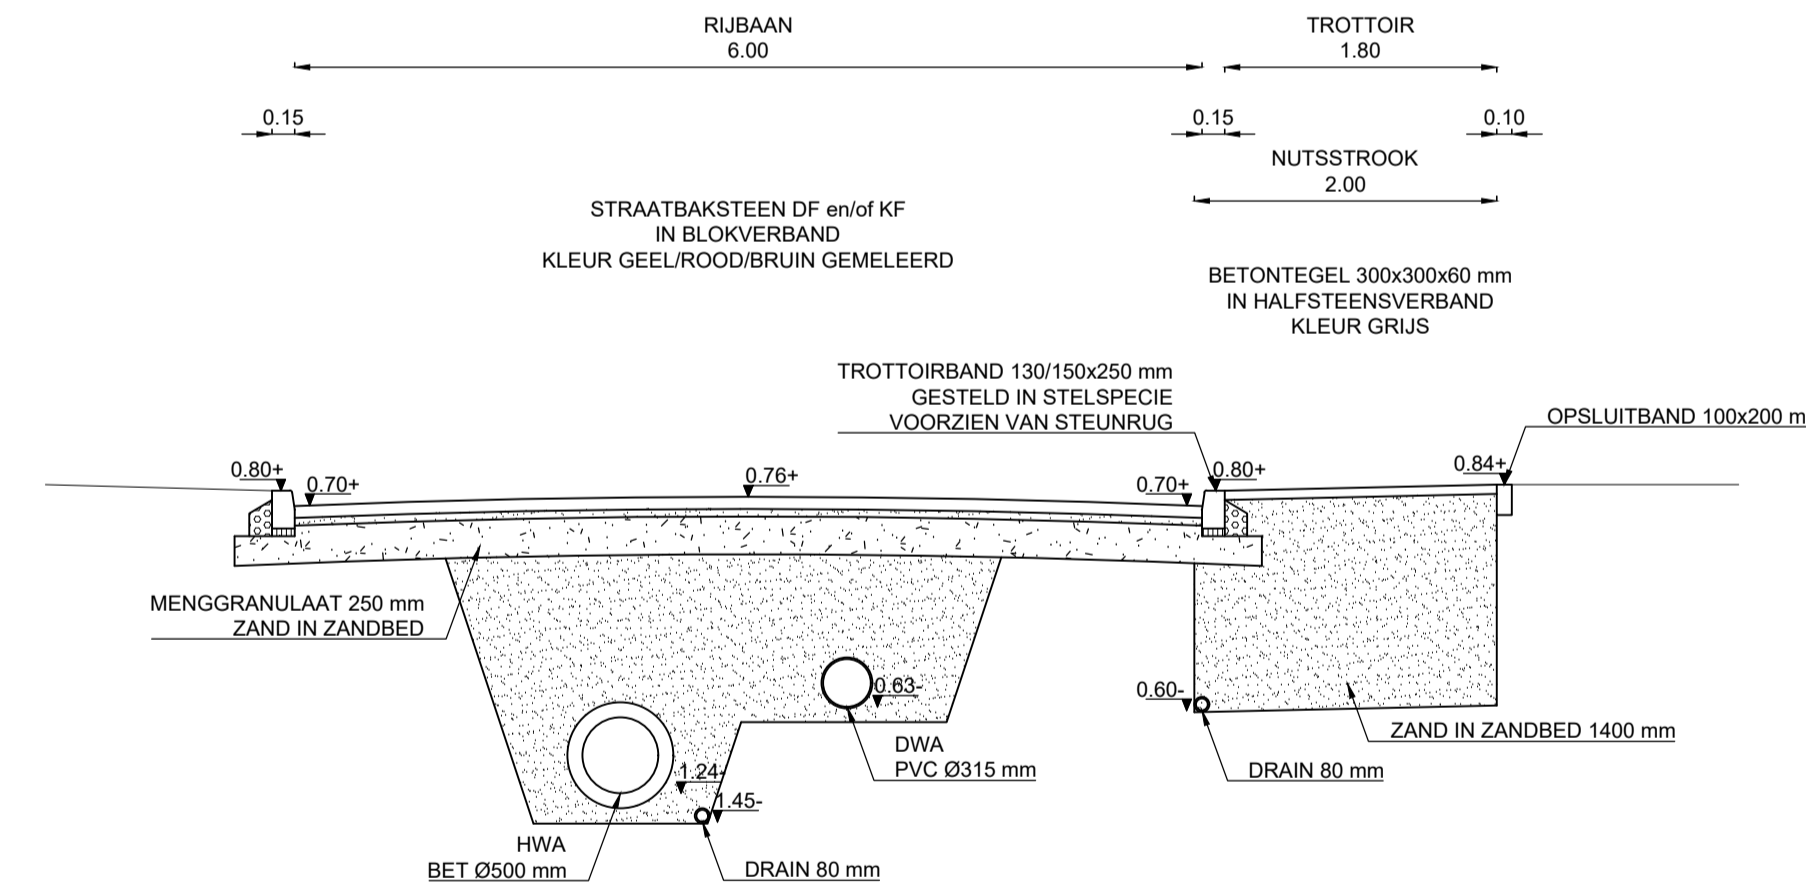 RIJBAAN
6.00
TROTTOIR
1.80
0.15
0.15
0.10
NUTSSTROOK
2.00
STRAATBAKSTEEN DF en/of KF
IN BLOKVERBAND
KLEUR GEEL/ROOD/BRUIN GEMELEERD
BETONTEGEL 300x300x60 mm
IN HALFSTEENSVERBAND
KLEUR GRIJS
TROTTOIRBAND 130/150x250 mm
GESTELD IN STELSPECIE
VOORZIEN VAN STEUNRUG
OPSLUITBAND 100x200 m
0.80+
0.70+
0.76+
0.70+
0.80+
0.84+
MENGGRANULAAT 250 mm
ZAND IN ZANDBED
0.63-
0.60-
ZAND IN ZANDBED 1400 mm
DWA
PVC Ø315 mm
DRAIN 80 mm
1.24-
1.45-
HWA
BET Ø500 mm
DRAIN 80 mm